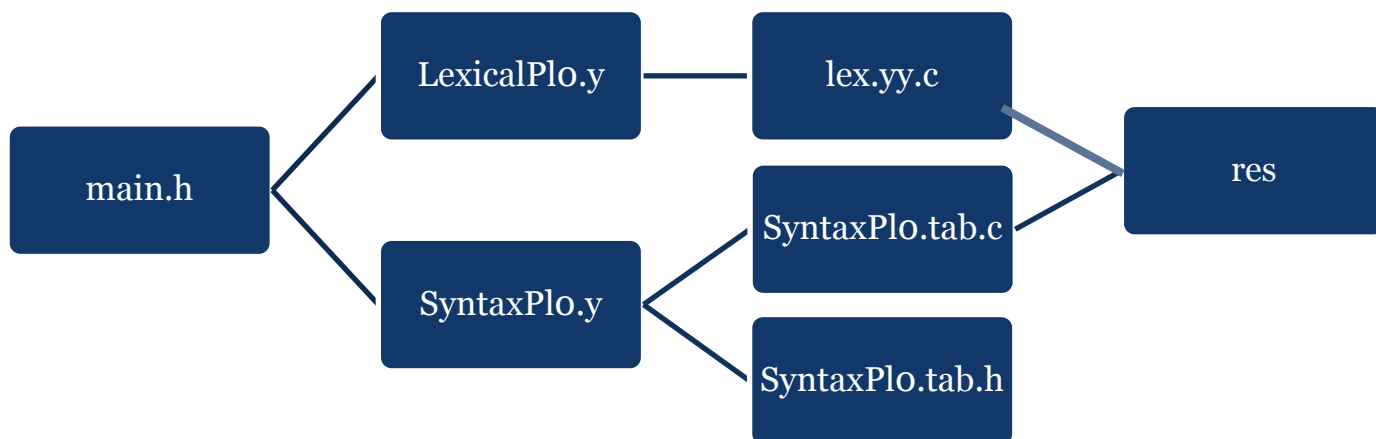 main.h
LexicalPl0.y
lex.yy.c
res
SyntaxPl0.y
SyntaxPl0.tab.c
SyntaxPl0.tab.h